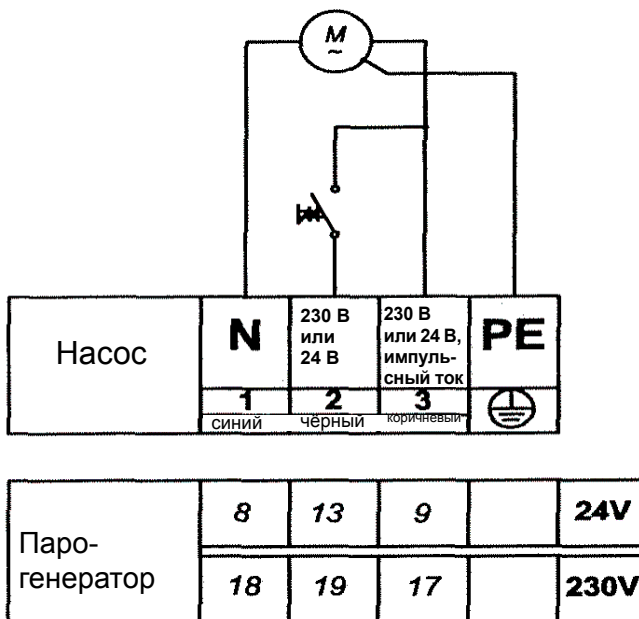 M
~
Насос
N
230 В
или
24 В
230 В
или 24 В,
импуль-
сный ток
PE
1
2
3
синий
чёрный
коричневый
Паро-
генератор
8
13
9
24V
18
19
17
230V